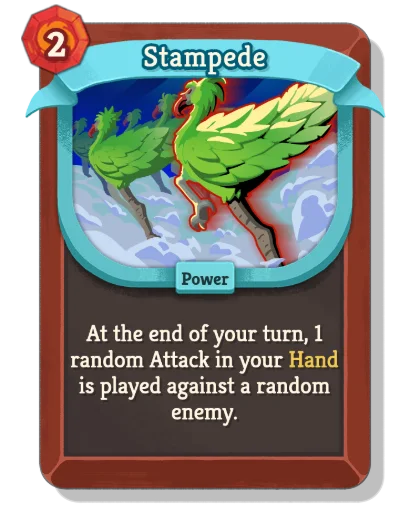 2
Stampede
Power
At the end of your turn, 1
random Attack in your Hand
is played against a random
enemy.